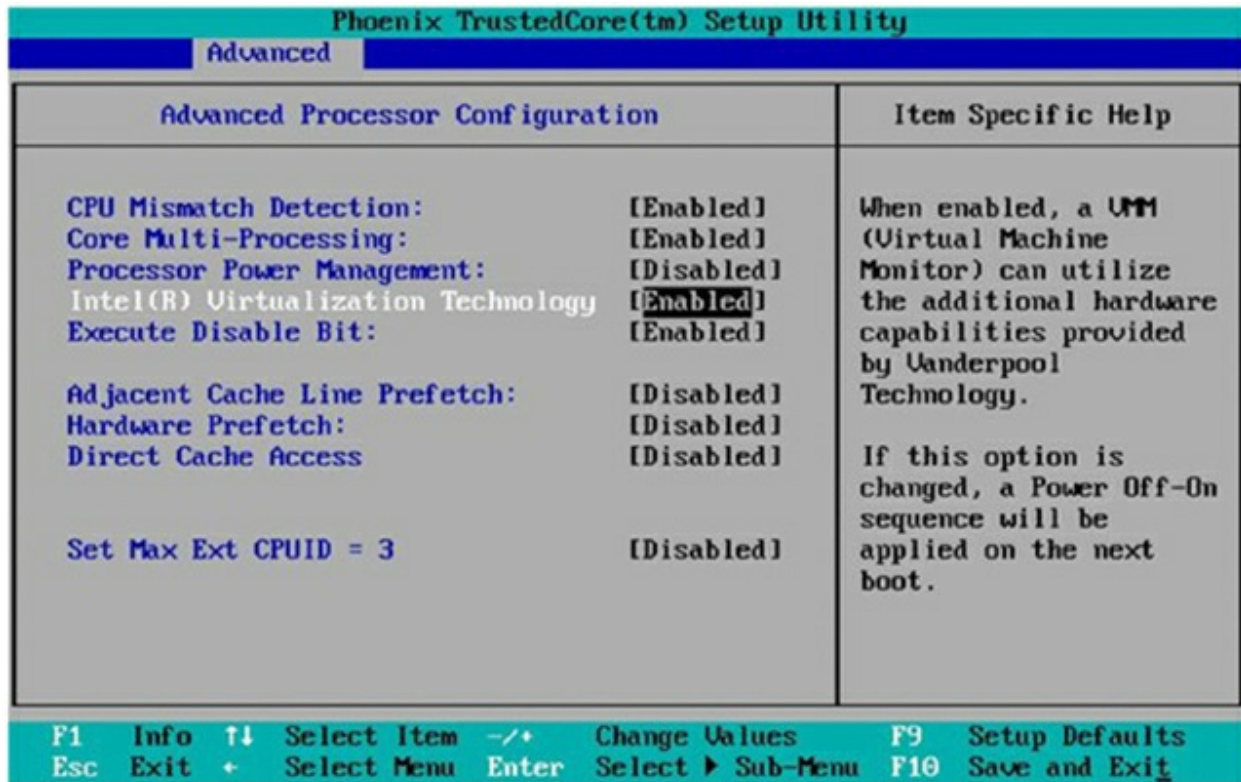 Phoenix TrustedCore(tm) Setup Utility
Advanced
Advanced Processor Configuration
Item Specific Help
CPU Mismatch Detection: [Enabled]
Core Multi-Processing: [Enabled]
Processor Power Management: [Disabled]
Intel(R) Virtualization Technology [Enabled]
Execute Disable Bit: [Enabled]
Adjacent Cache Line Prefetch: [Disabled]
Hardware Prefetch: [Disabled]
Direct Cache Access [Disabled]
Set Max Ext CPUID = 3 [Disabled]
When enabled, a VMM
(Virtual Machine
Monitor) can utilize
the additional hardware
capabilities provided
by Vanderpool
Technology.
If this option is
changed, a Power Off-On
sequence will be
applied on the next
boot.
F1 Info ↑↓ Select Item -/+ Change Values F9 Setup Defaults
Esc Exit ← Select Menu Enter Select ▶ Sub-Menu F10 Save and Exit